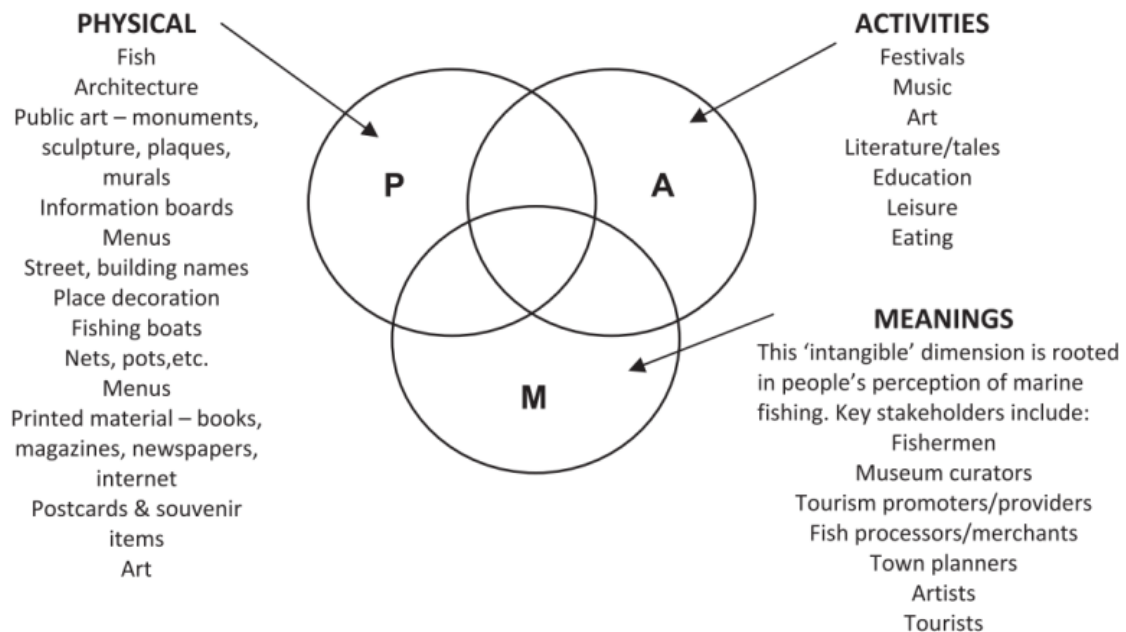 PHYSICAL
Fish
Architecture
Public art – monuments,
sculpture, plaques,
murals
Information boards
Menus
Street, building names
Place decoration
Fishing boats
Nets, pots,etc.
Menus
Printed material – books,
magazines, newspapers,
internet
Postcards & souvenir
items
Art
P
A
M
ACTIVITIES
Festivals
Music
Art
Literature/tales
Education
Leisure
Eating
MEANINGS
This ‘intangible’ dimension is rooted
in people’s perception of marine
fishing. Key stakeholders include:
Fishermen
Museum curators
Tourism promoters/providers
Fish processors/merchants
Town planners
Artists
Tourists